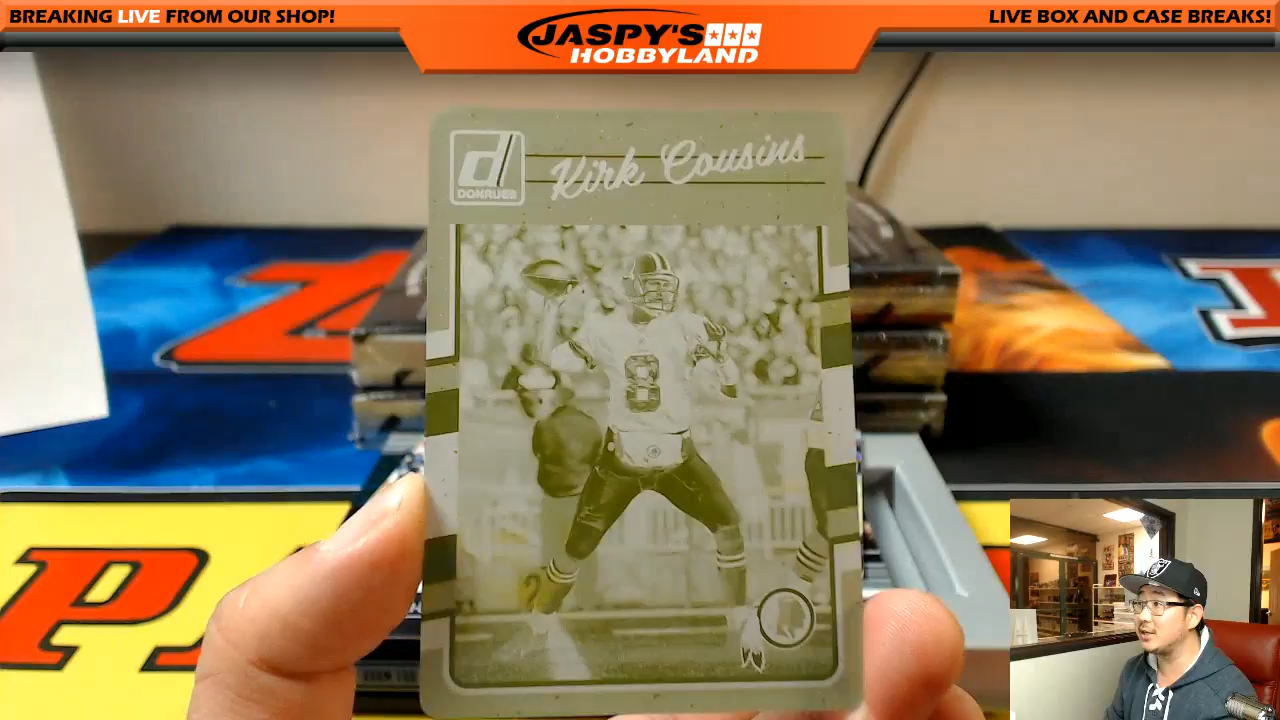 BREAKING LIVE FROM OUR SHOP!
JASPY'S
HOBBYLAND
LIVE BOX AND CASE BREAKS!
d
DONRUSS
Kirk Cousins
8